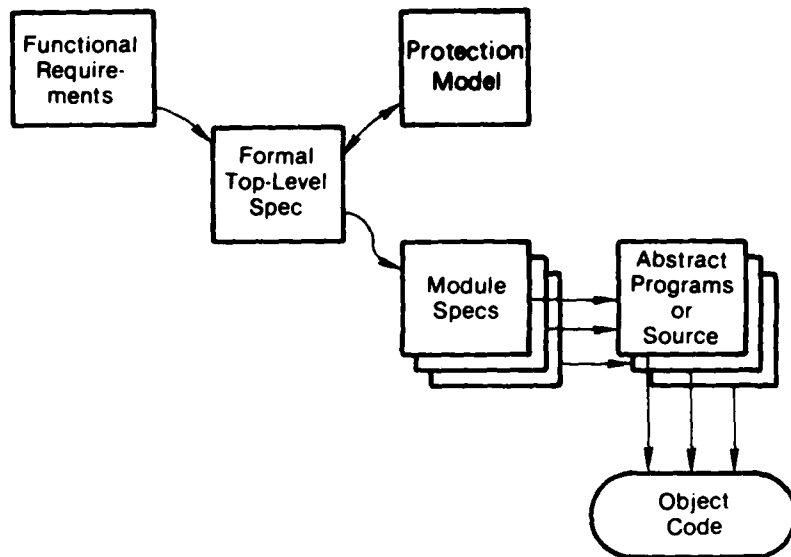 Functional
Require-
ments
Protection
Model
Formal
Top-Level
Spec
Module
Specs
Abstract
Programs
or
Source
Object
Code